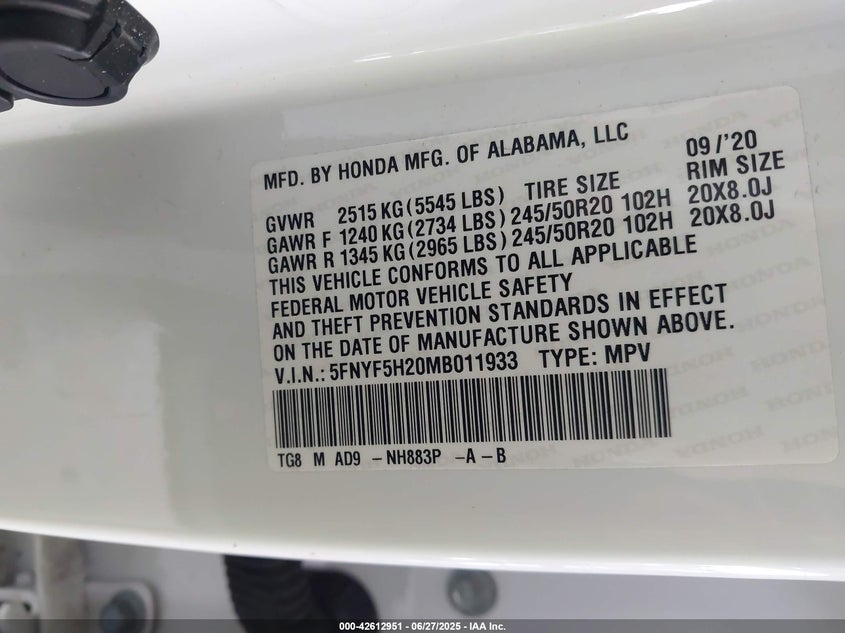 MFD. BY HONDA MFG. OF ALABAMA, LLC 09/'20
GVWR 2515 KG (5545 LBS) TIRE SIZE RIM SIZE
GAWR F 1240 KG (2734 LBS) 245/50R20 102H 20X8.0J
GAWR R 1345 KG (2965 LBS) 245/50R20 102H 20X8.0J
THIS VEHICLE CONFORMS TO ALL APPLICABLE
FEDERAL MOTOR VEHICLE SAFETY
AND THEFT PREVENTION STANDARDS IN EFFECT
ON THE DATE OF MANUFACTURE SHOWN ABOVE.
V.I.N.: 5FNYF5H20MB011933 TYPE: MPV
TG8 M AD9 – NH883P – A – B
000-42612951 | 06/27/2025 – IAA Inc.